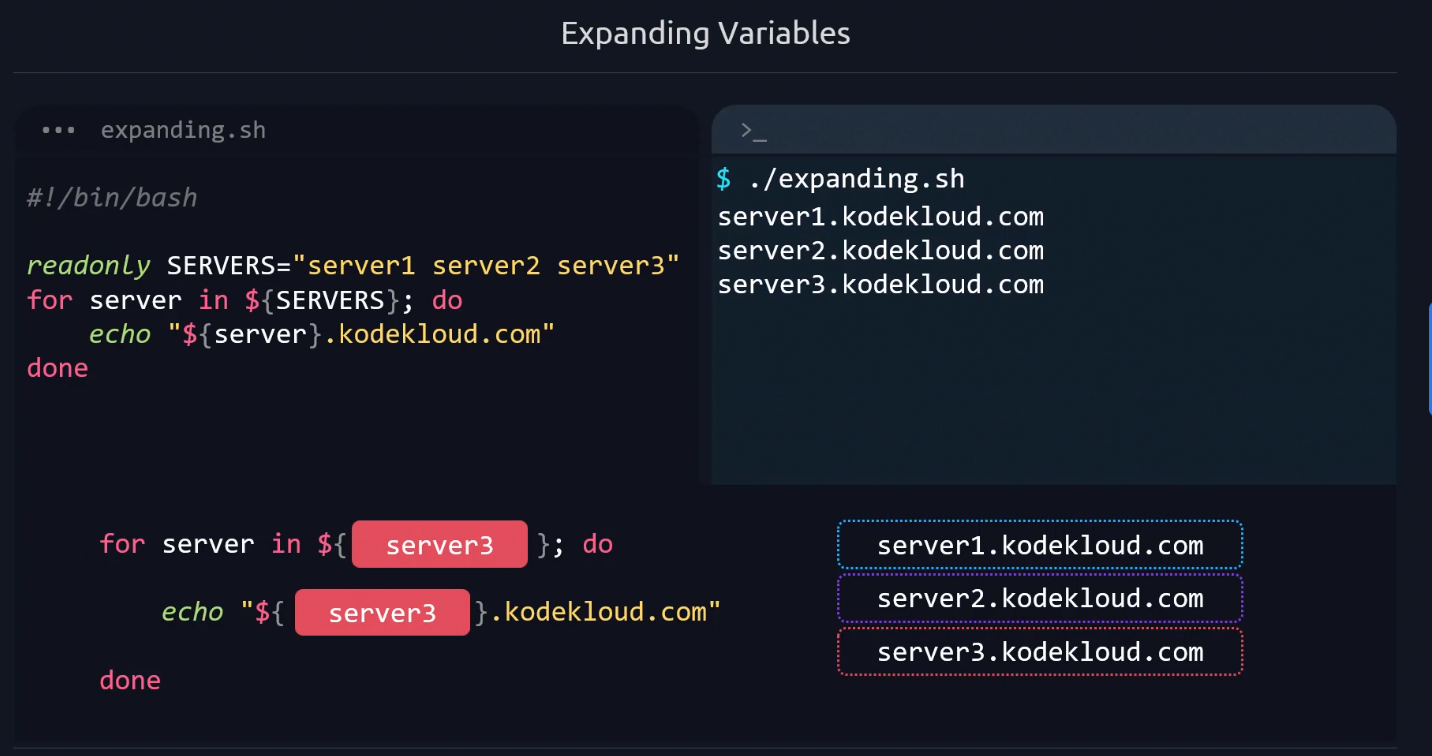 Expanding Variables
••• expanding.sh
#!/bin/bash
readonly SERVERS="server1 server2 server3"
for server in ${SERVERS}; do
    echo "${server}.kodekloud.com"
done
>_
$ ./expanding.sh
server1.kodekloud.com
server2.kodekloud.com
server3.kodekloud.com
for server in ${ server3 }; do
    echo "${ server3 }.kodekloud.com"
done
server1.kodekloud.com
server2.kodekloud.com
server3.kodekloud.com